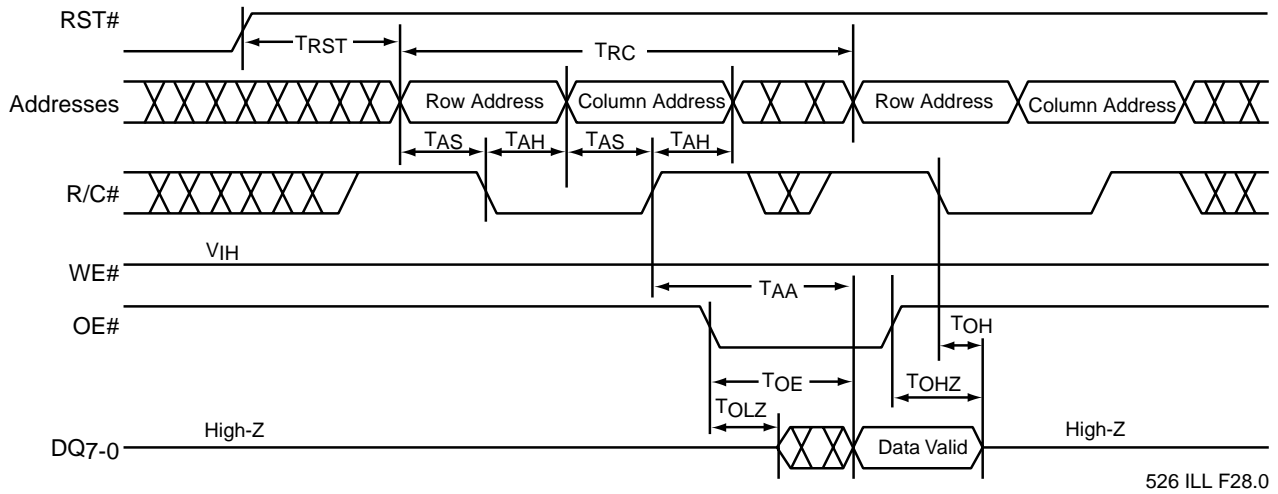 RST#
TRST
TRC
Addresses
Row Address
Column Address
Row Address
Column Address
TAS
TAH
TAS
TAH
R/C#
VIH
WE#
TAA
OE#
TOH
TOE
TOHZ
TOLZ
High-Z
High-Z
DQ7-0
Data Valid
526 ILL F28.0